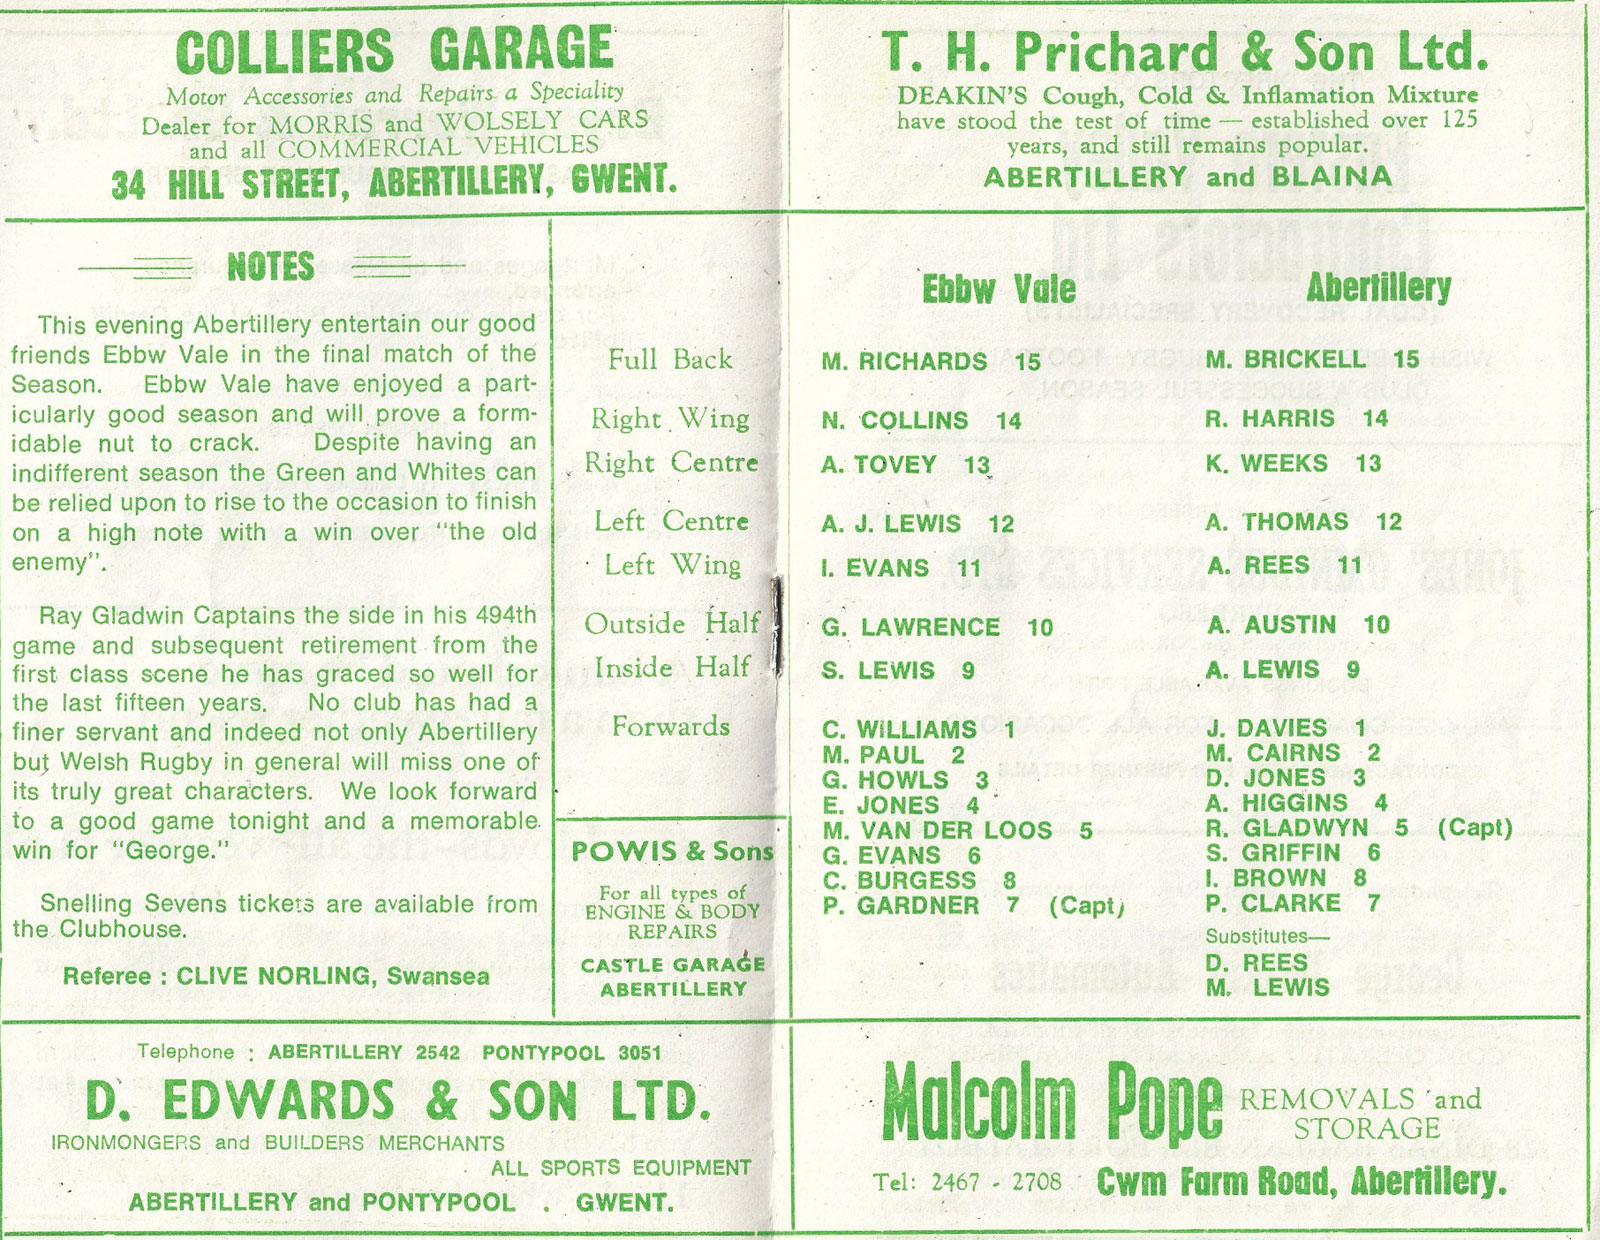 COLLIERS GARAGE
Motor Accessories and Repairs a Speciality
Dealer for MORRIS and WOLSELY CARS
and all COMMERCIAL VEHICLES
34 HILL STREET, ABERTILLERY, GWENT.
T. H. Prichard & Son Ltd.
DEAKIN'S Cough, Cold & Inflamation Mixture
have stood the test of time — established over 125
years, and still remains popular.
ABERTILLERY and BLAINA
NOTES
This evening Abertillery entertain our good
friends Ebbw Vale in the final match of the
Season. Ebbw Vale have enjoyed a part-
icularly good season and will prove a form-
idable nut to crack. Despite having an
indifferent season the Green and Whites can
be relied upon to rise to the occasion to finish
on a high note with a win over "the old
enemy".
Ray Gladwin Captains the side in his 494th
game and subsequent retirement from the
first class scene he has graced so well for
the last fifteen years. No club has had a
finer servant and indeed not only Abertillery
but Welsh Rugby in general will miss one of
its truly great characters. We look forward
to a good game tonight and a memorable
win for "George."
Snelling Sevens tickets are available from
the Clubhouse.
Referee : CLIVE NORLING, Swansea
Ebbw Vale Abertillery
Full Back M. RICHARDS 15 M. BRICKELL 15
Right Wing N. COLLINS 14 R. HARRIS 14
Right Centre A. TOVEY 13 K. WEEKS 13
Left Centre A. J. LEWIS 12 A. THOMAS 12
Left Wing I. EVANS 11 A. REES 11
Outside Half G. LAWRENCE 10 A. AUSTIN 10
Inside Half S. LEWIS 9 A. LEWIS 9
Forwards C. WILLIAMS 1 J. DAVIES 1
M. PAUL 2 M. CAIRNS 2
G. HOWLS 3 D. JONES 3
E. JONES 4 A. HIGGINS 4
M. VAN DER LOOS 5 R. GLADWYN 5 (Capt)
G. EVANS 6 S. GRIFFIN 6
C. BURGESS 8 I. BROWN 8
P. GARDNER 7 (Capt) P. CLARKE 7
Substitutes—
D. REES
M. LEWIS
POWIS & Sons
For all types of
ENGINE & BODY
REPAIRS
CASTLE GARAGE
ABERTILLERY
Telephone : ABERTILLERY 2542 PONTYPOOL 3051
D. EDWARDS & SON LTD.
IRONMONGERS and BUILDERS MERCHANTS
ALL SPORTS EQUIPMENT
ABERTILLERY and PONTYPOOL . GWENT.
Malcolm Pope REMOVALS and
STORAGE
Tel: 2467 - 2708 Cwm Farm Road, Abertillery.